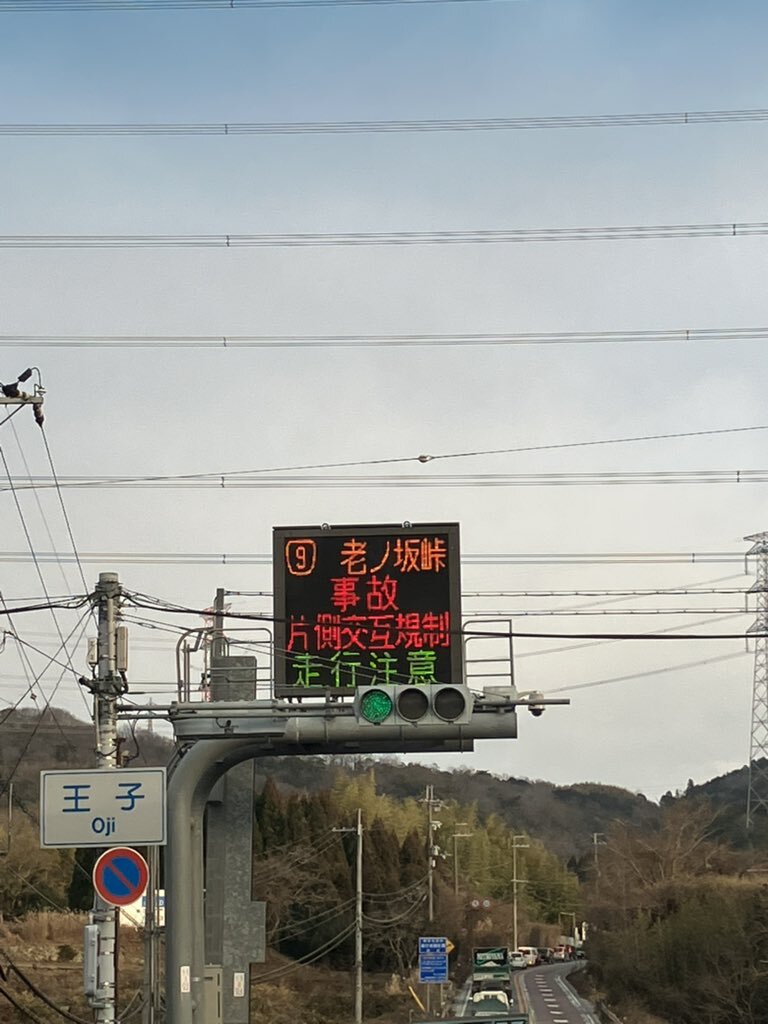 9 老ノ坂峠
事故
片側交互規制
走行注意
王子
Oji